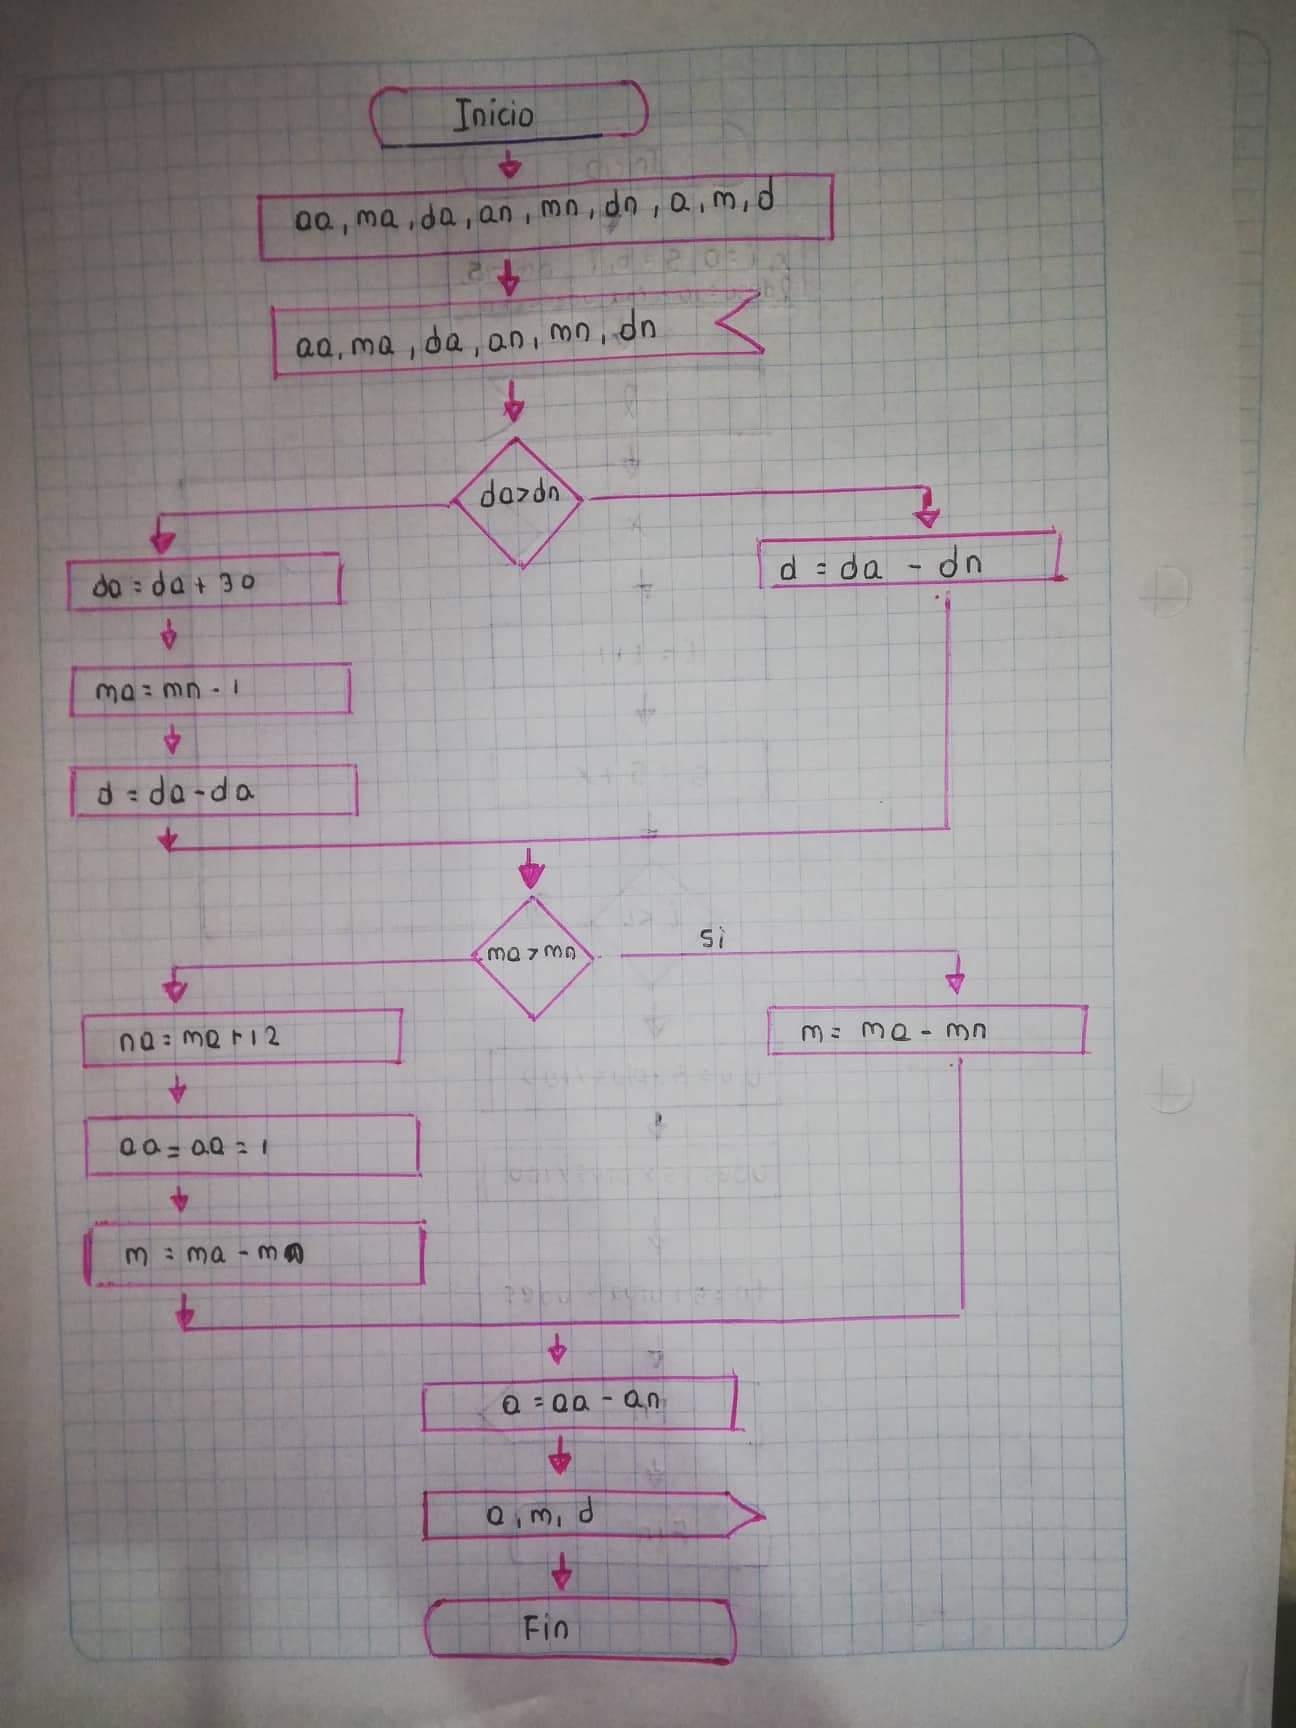 Inicio
aa, ma, da, an, mn, dn, a, m, d
aa, ma, da, an, mn, dn
da>dn
da = da + 30
d = da - dn
ma = mn - 1
d = da - da
ma > mn
si
na = ma + 12
m = ma - mn
aa = aa = 1
m = ma - mn
a = aa - an
a, m, d
Fin